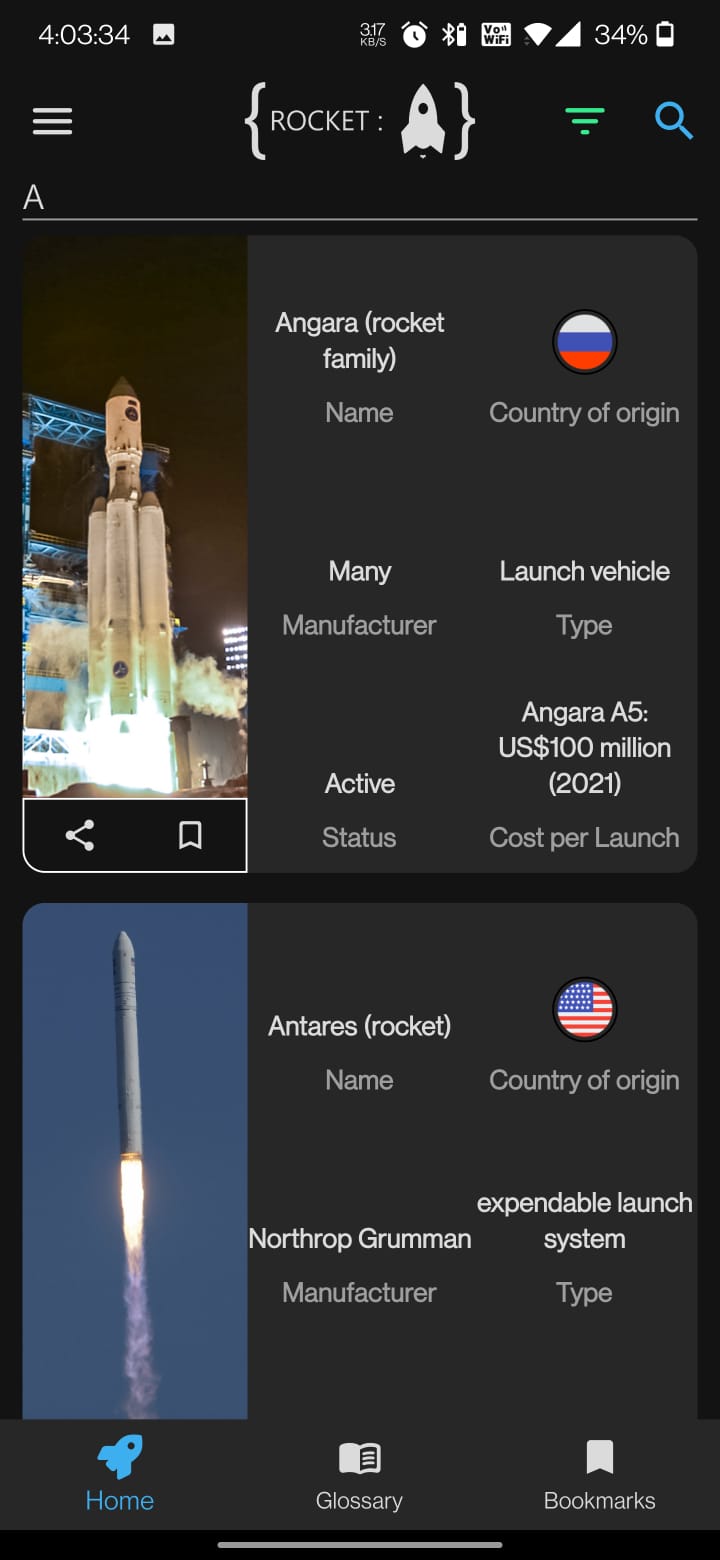 4:03:34 3.17 KB/S Vo)) WiFi 34%
{ ROCKET : }
A
Angara (rocket
family)
Name
Country of origin
Many
Manufacturer
Launch vehicle
Type
Active
Status
Angara A5:
US$100 million
(2021)
Cost per Launch
Antares (rocket)
Name
Country of origin
Northrop Grumman
Manufacturer
expendable launch
system
Type
Home
Glossary
Bookmarks